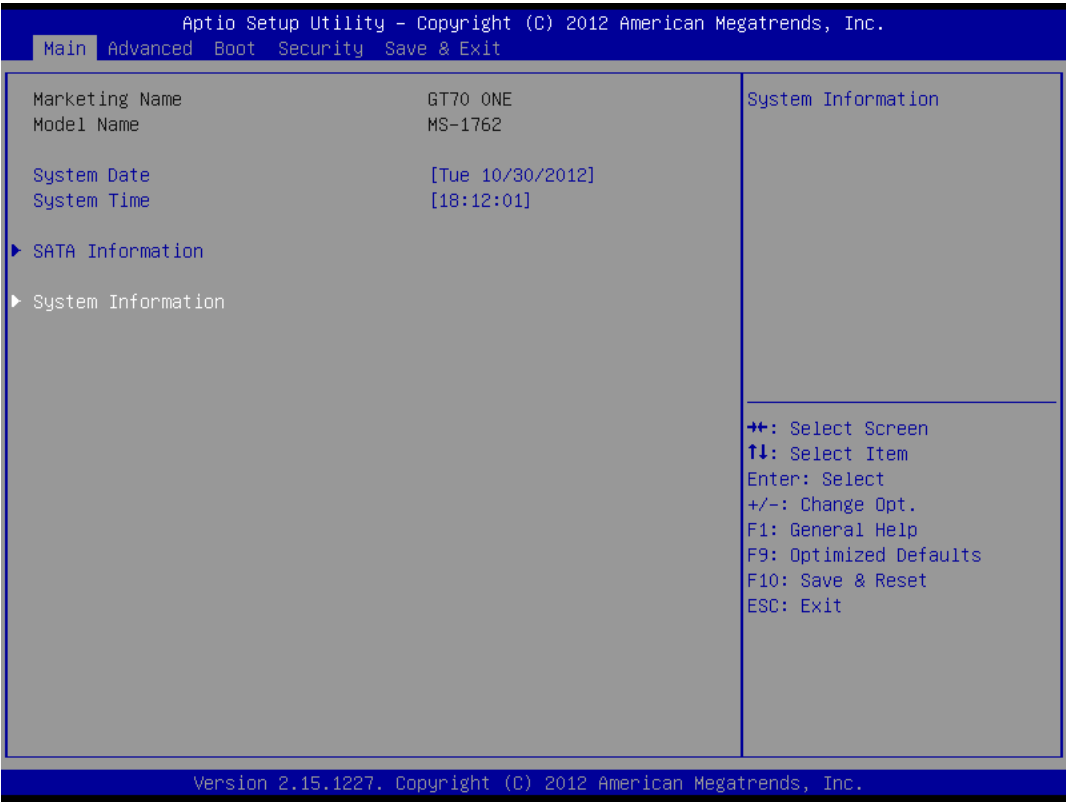 Aptio Setup Utility – Copyright (C) 2012 American Megatrends, Inc.
Main Advanced Boot Security Save & Exit
Marketing Name GT70 ONE
Model Name MS-1762
System Date [Tue 10/30/2012]
System Time [18:12:01]
SATA Information
System Information
System Information
→←: Select Screen
↑↓: Select Item
Enter: Select
+/-: Change Opt.
F1: General Help
F9: Optimized Defaults
F10: Save & Reset
ESC: Exit
Version 2.15.1227. Copyright (C) 2012 American Megatrends, Inc.